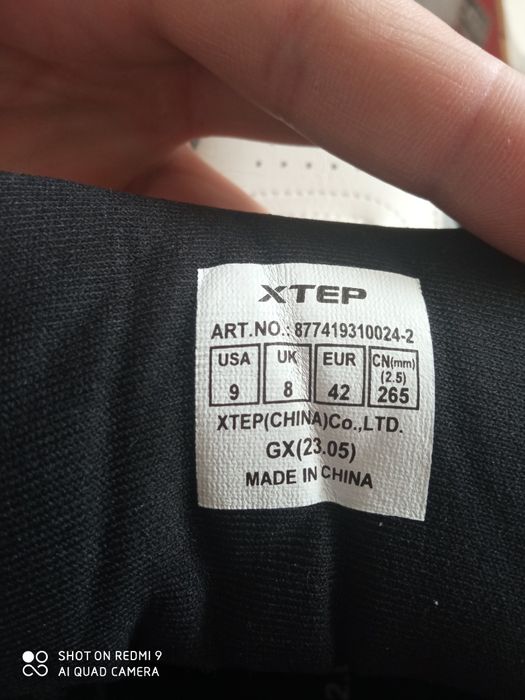 XTEP
ART.NO.: 877419310024-2
USA UK EUR CN(mm)
(2.5)
9 8 42 265
XTEP(CHINA)Co.,LTD.
GX(23.05)
MADE IN CHINA
SHOT ON REDMI 9
AI QUAD CAMERA